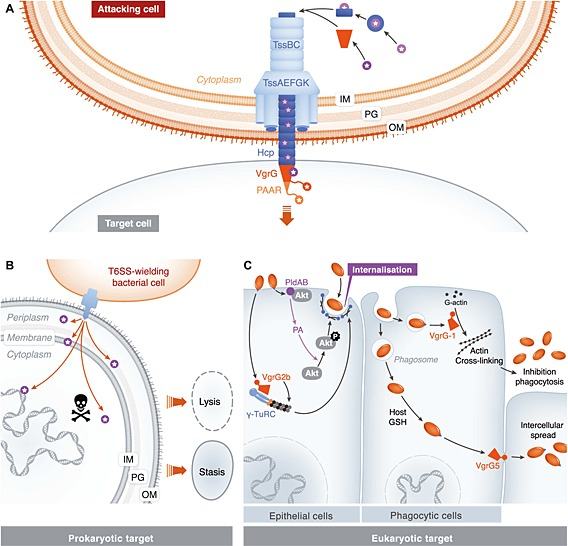 A
Attacking cell
TssBC
Cytoplasm
TssAEFGK
IM
PG
OM
Hcp
VgrG
PAAR
Target cell
B
T6SS-wielding
bacterial cell
Periplasm
Membrane
Cytoplasm
IM
PG
OM
Lysis
Stasis
Prokaryotic target
C
PldAB
Akt
Internalisation
PA
Akt
P
Akt
VgrG2b
γ-TuRC
G-actin
VgrG-1
Phagosome
Actin
Cross-linking
Inhibition
phagocytosis
Host
GSH
Intercellular
spread
VgrG5
Epithelial cells
Phagocytic cells
Eukaryotic target